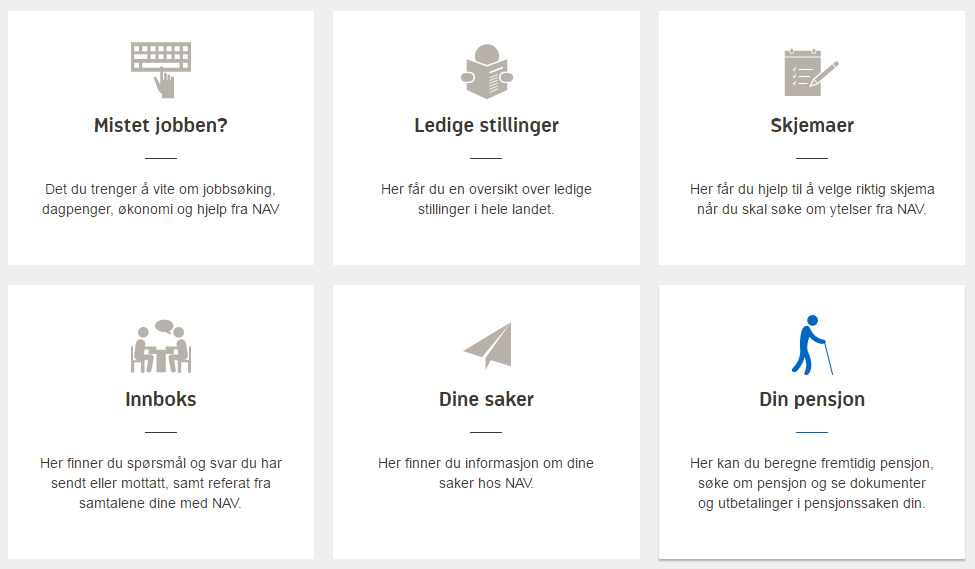 Mistet jobben?
Det du trenger å vite om jobbsøking,
dagpenger, økonomi og hjelp fra NAV
Ledige stillinger
Her får du en oversikt over ledige
stillinger i hele landet.
Skjemaer
Her får du hjelp til å velge riktig skjema
når du skal søke om ytelser fra NAV.
Innboks
Her finner du spørsmål og svar du har
sendt eller mottatt, samt referat fra
samtalene dine med NAV.
Dine saker
Her finner du informasjon om dine
saker hos NAV.
Din pensjon
Her kan du beregne fremtidig pensjon,
søke om pensjon og se dokumenter
og utbetalinger i pensjonssaken din.